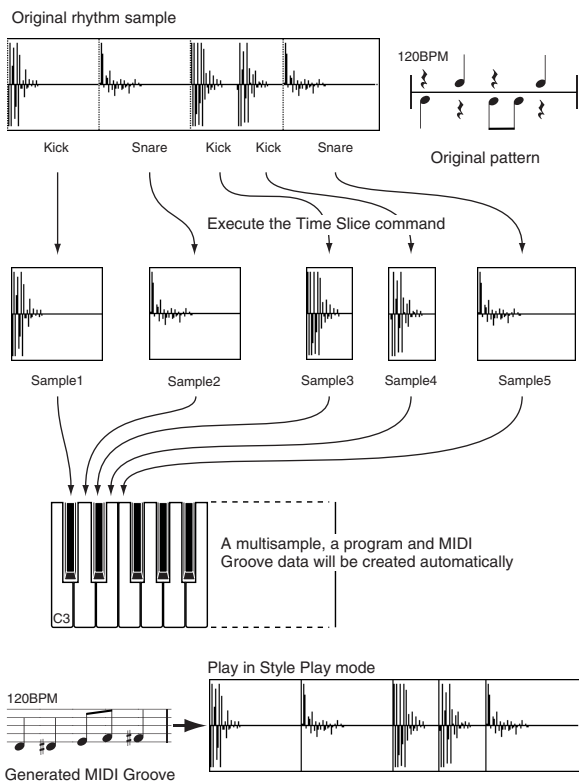 Original rhythm sample
120BPM
Kick Snare Kick Kick Snare
Original pattern
Execute the Time Slice command
Sample1 Sample2 Sample3 Sample4 Sample5
A multisample, a program and MIDI
Groove data will be created automatically
C3
Play in Style Play mode
120BPM
Generated MIDI Groove